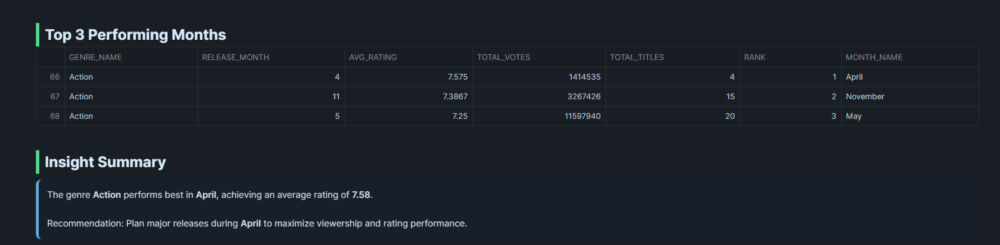 Top 3 Performing Months
GENRE_NAME RELEASE_MONTH AVG_RATING TOTAL_VOTES TOTAL_TITLES RANK MONTH_NAME
66 Action 4 7.575 1414535 4 1 April
67 Action 11 7.3867 3267426 15 2 November
68 Action 5 7.25 11597940 20 3 May
Insight Summary
The genre Action performs best in April, achieving an average rating of 7.58.
Recommendation: Plan major releases during April to maximize viewership and rating performance.